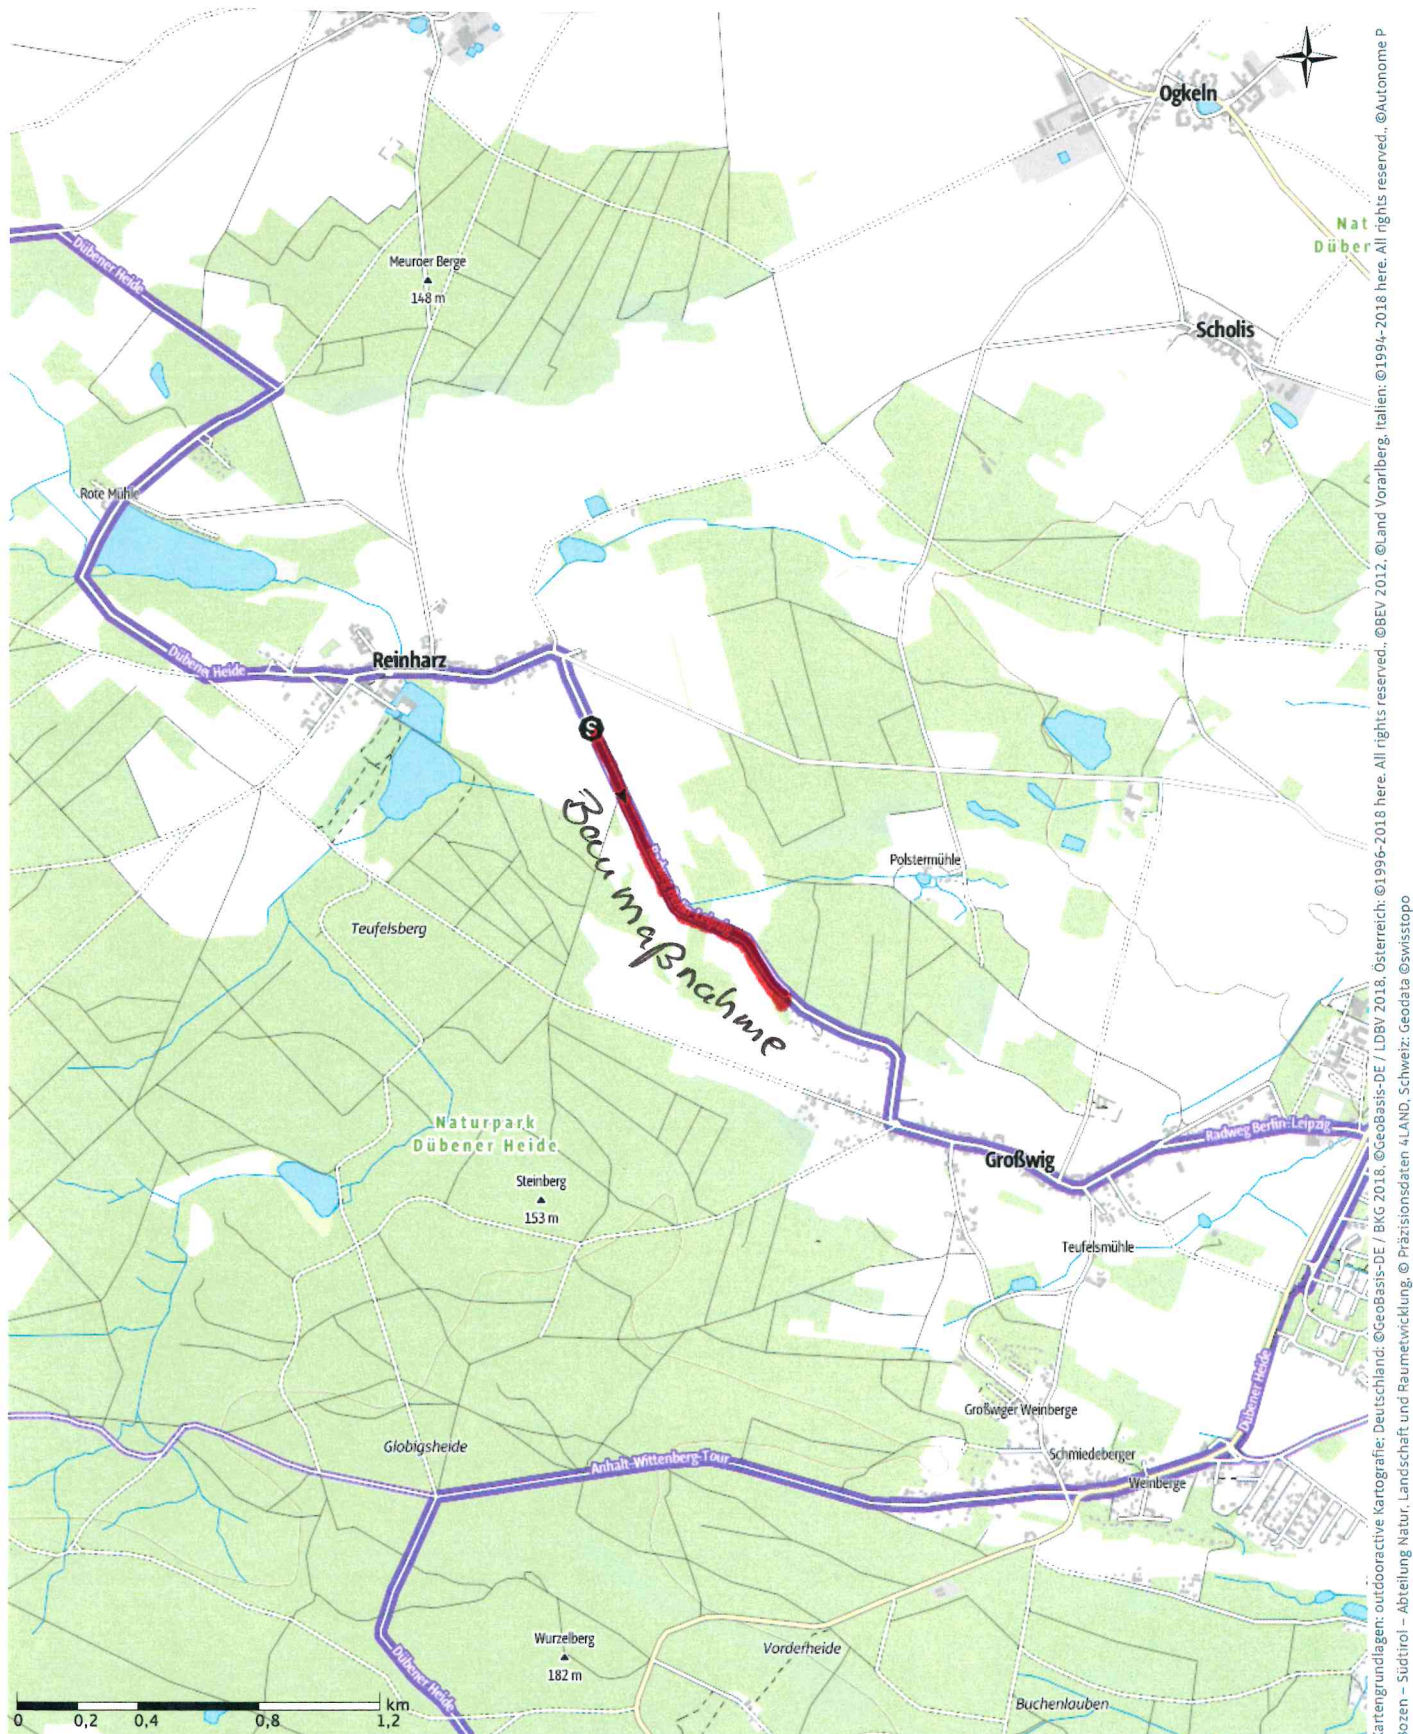 Ogkeln
Nat
Düben
Dübener Heide
Meuroer Berge
148 m
Scholis
Rote Mühle
Dübener Heide
Reinharz
S
Baumaßnahme
Polstermühle
Teufelsberg
Naturpark
Dübener Heide
Steinberg
153 m
Großwig
Radweg Berlin-Leipzig
Teufelsmühle
Dübener Heide
Großwiger Weinberge
Globigsheide
Anhalt-Wittenberg-Tour
Schmiedeberger
Weinberge
Dübener Heide
Wurzelberg
182 m
Vorderheide
Buchenlauben
km
0 0,2 0,4 0,8 1,2
Kartengrundlagen: outdooractive Kartografie; Deutschland: ©GeoBasis-DE / BKG 2018, ©GeoBasis-DE / LDBV 2018, Österreich: ©1996-2018 here. All rights reserved., ©BEV 2012, ©Land Vorarlberg, Italien: ©1994-2018 here. All rights reserved., ©Autonome P
Bozen – Südtirol – Abteilung Natur, Landschaft und Raumetwicklung, © Präzisionsdaten 4LAND, Schweiz: Geodata ©swisstopo